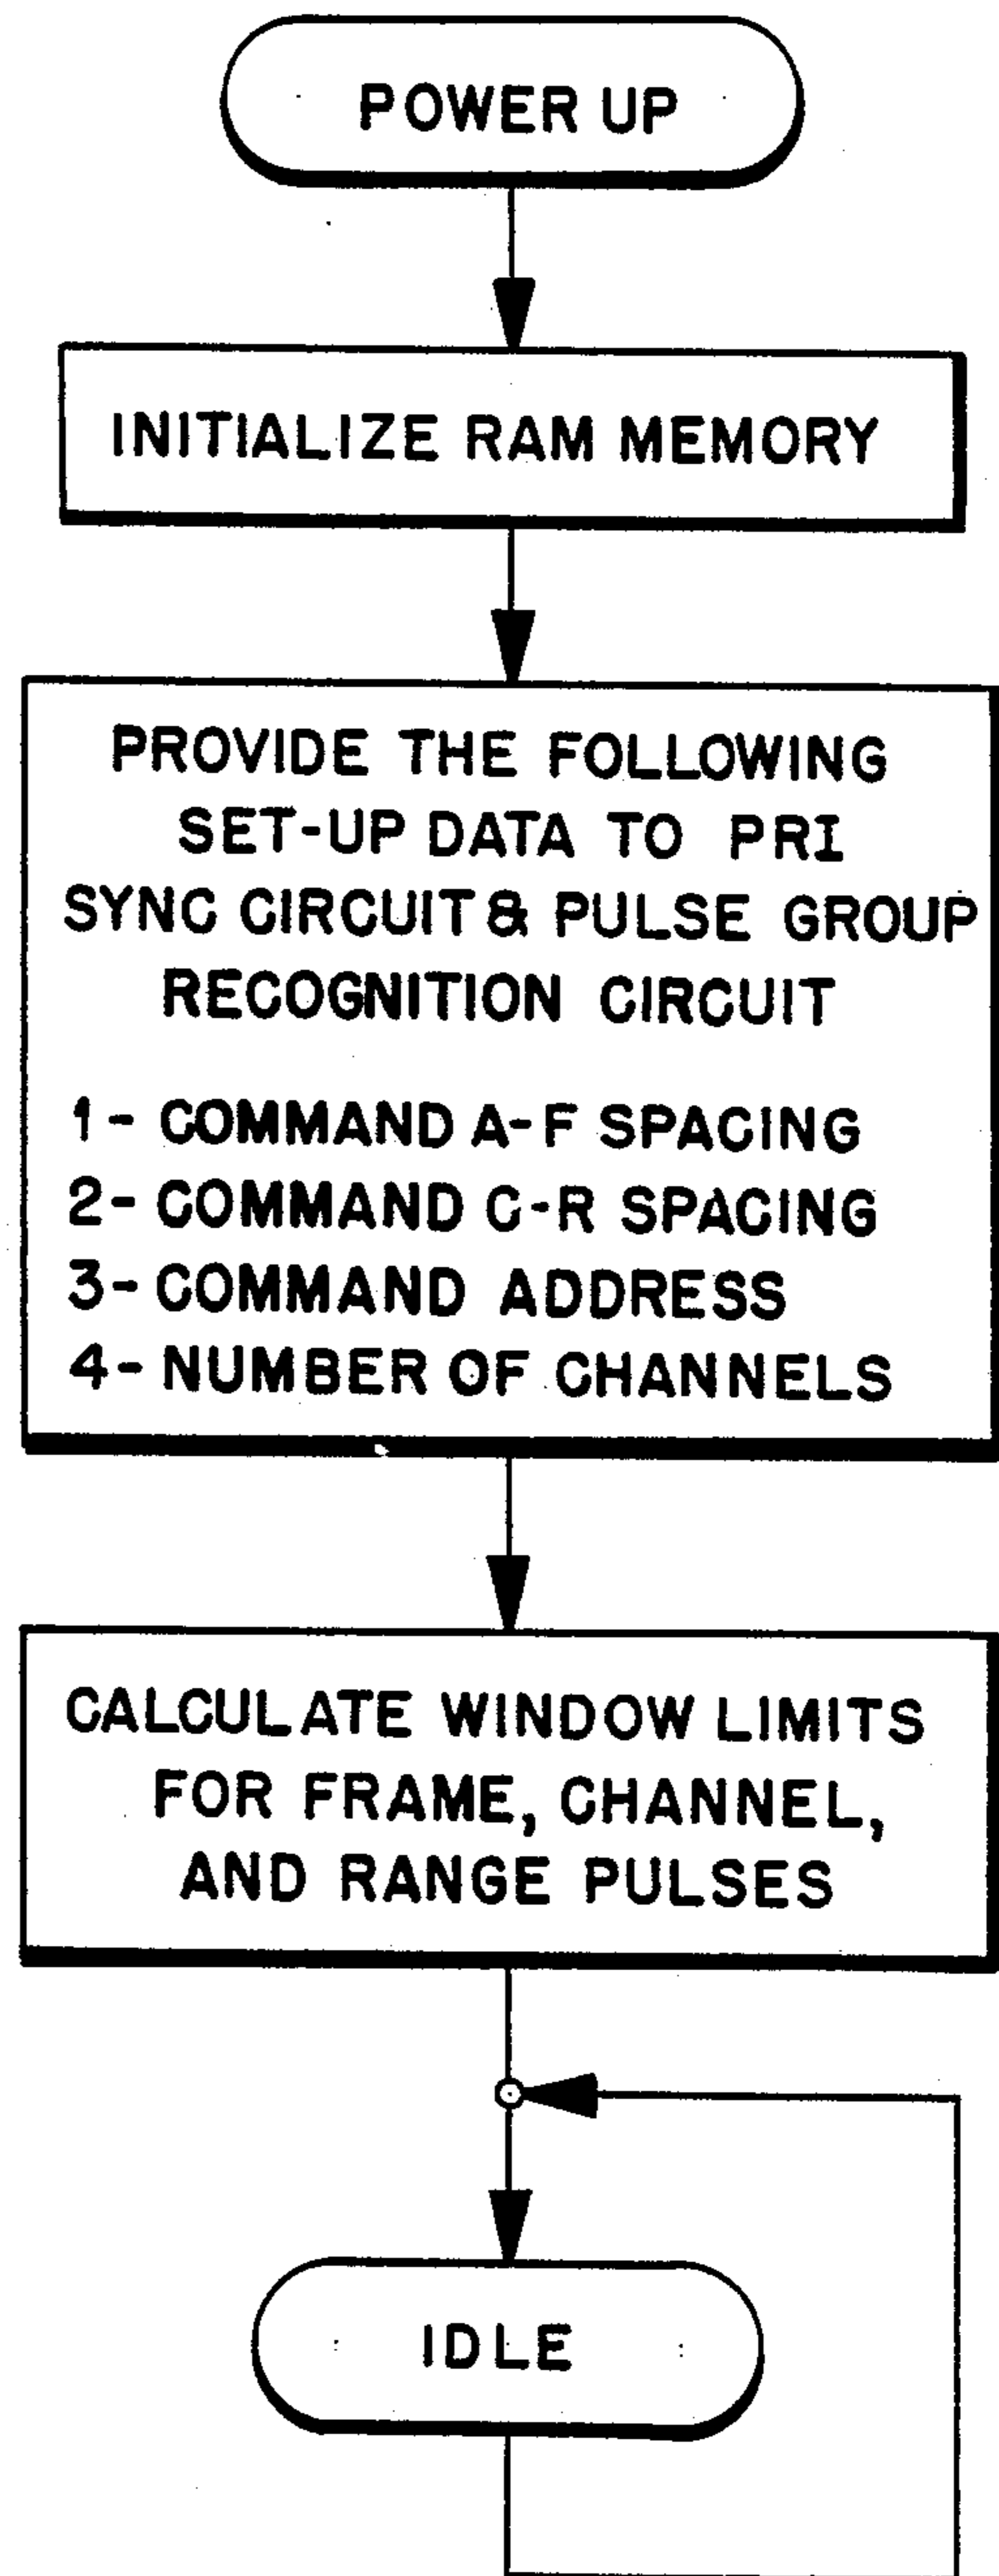 POWER UP
INITIALIZE RAM MEMORY
PROVIDE THE FOLLOWING
SET-UP DATA TO PRI
SYNC CIRCUIT & PULSE GROUP
RECOGNITION CIRCUIT
1- COMMAND A-F SPACING
2- COMMAND C-R SPACING
3- COMMAND ADDRESS
4- NUMBER OF CHANNELS
CALCULATE WINDOW LIMITS
FOR FRAME, CHANNEL,
AND RANGE PULSES
IDLE